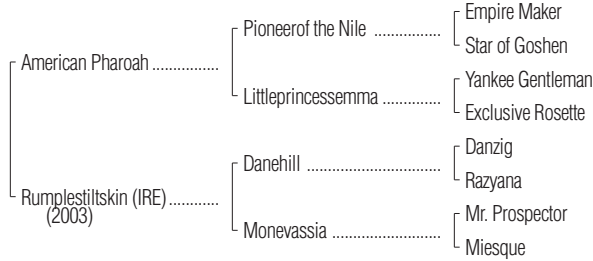 Empire Maker
Pioneerof the Nile ................
Star of Goshen
American Pharoah ................
Yankee Gentleman
Littleprincessemma ..............
Exclusive Rosette
Danzig
Danehill ................................
Razyana
Rumplestiltskin (IRE) ............
(2003)
Mr. Prospector
Monevassia ..........................
Miesque